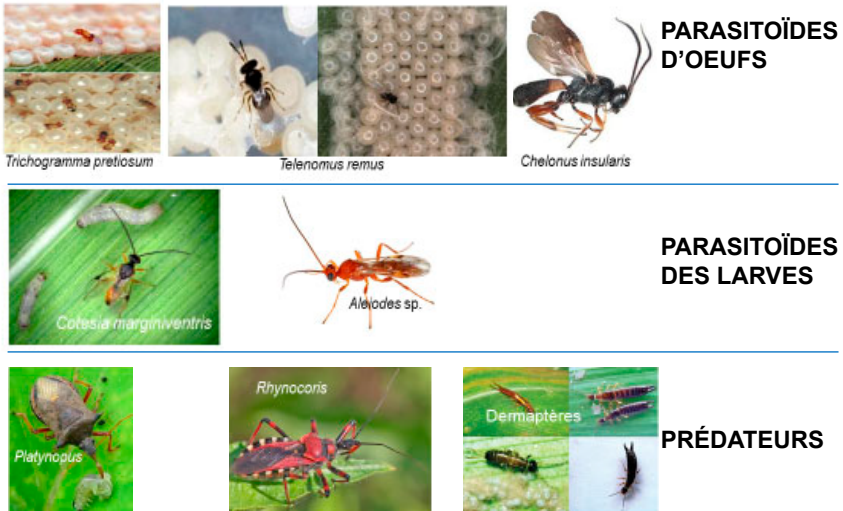 PARASITOÏDES
D'OEUFS
Trichogramma pretiosum
Telenomus remus
Chelonus insularis
PARASITOÏDES
DES LARVES
Cotesia marginiventris
Aleiodes sp.
Platynopus
Rhynocoris
Dermaptères
PRÉDATEURS